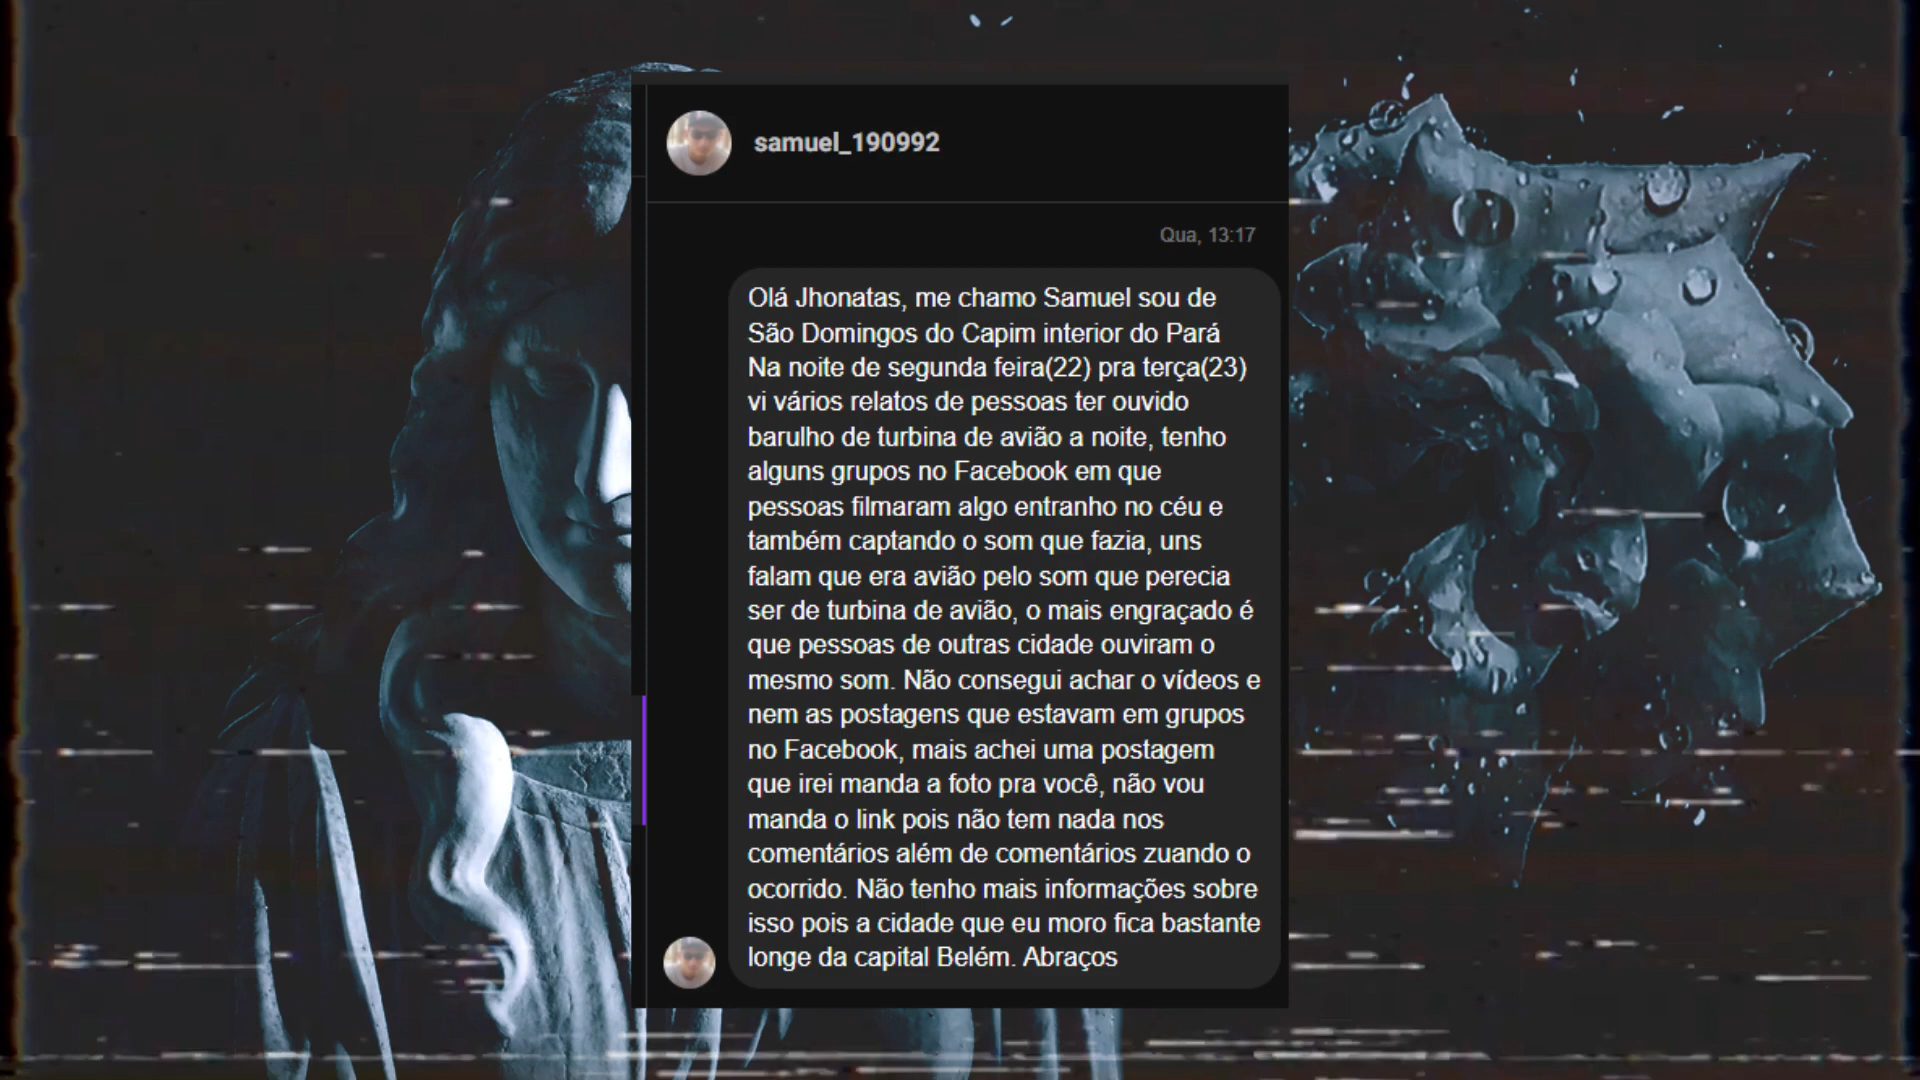 samuel_190992
Qua, 13:17
Olá Jhonatas, me chamo Samuel sou de
São Domingos do Capim interior do Pará
Na noite de segunda feira(22) pra terça(23)
vi vários relatos de pessoas ter ouvido
barulho de turbina de avião a noite, tenho
alguns grupos no Facebook em que
pessoas filmaram algo entranho no céu e
também captando o som que fazia, uns
falam que era avião pelo som que perecia
ser de turbina de avião, o mais engraçado é
que pessoas de outras cidade ouviram o
mesmo som. Não consegui achar o vídeos e
nem as postagens que estavam em grupos
no Facebook, mais achei uma postagem
que irei manda a foto pra você, não vou
manda o link pois não tem nada nos
comentários além de comentários zuando o
ocorrido. Não tenho mais informações sobre
isso pois a cidade que eu moro fica bastante
longe da capital Belém. Abraços